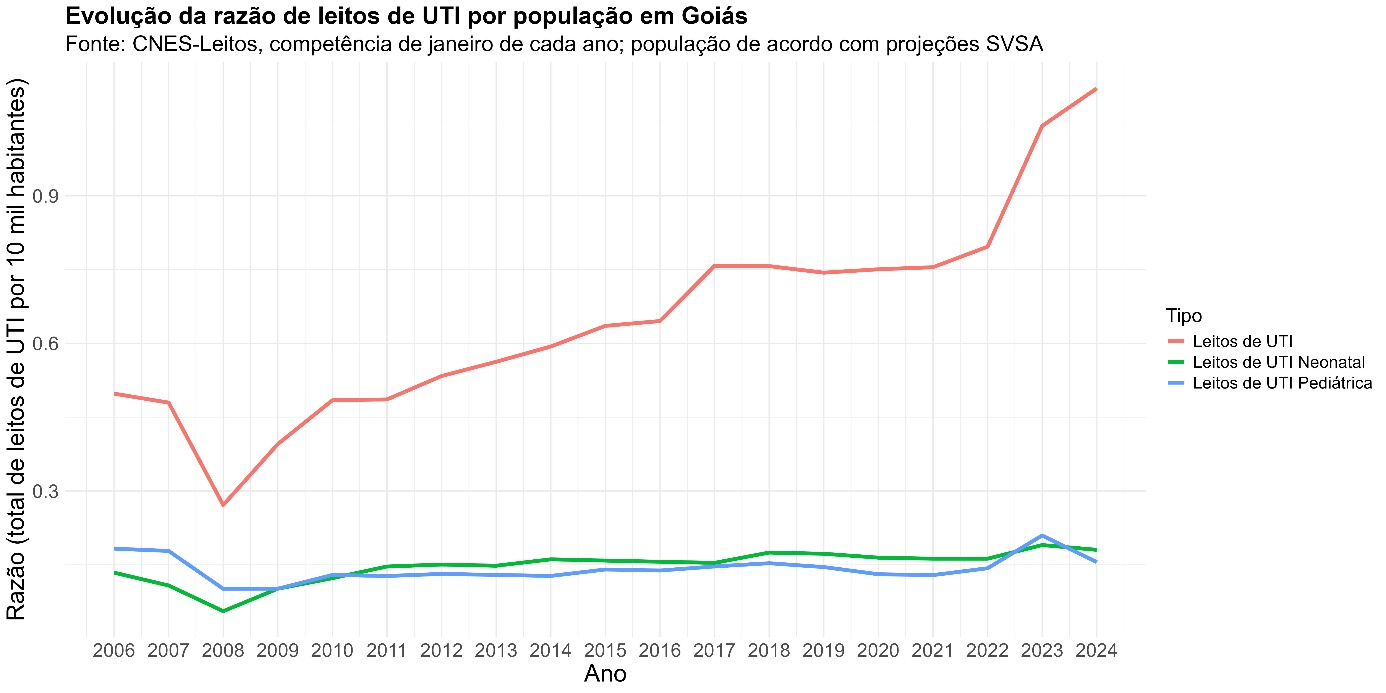 Evolução da razão de leitos de UTI por população em Goiás
Fonte: CNES-Leitos, competência de janeiro de cada ano; população de acordo com projeções SVSA
Razão (total de leitos de UTI por 10 mil habitantes)
0.9
0.6
0.3
2006 2007 2008 2009 2010 2011 2012 2013 2014 2015 2016 2017 2018 2019 2020 2021 2022 2023 2024
Ano
Tipo
Leitos de UTI
Leitos de UTI Neonatal
Leitos de UTI Pediátrica